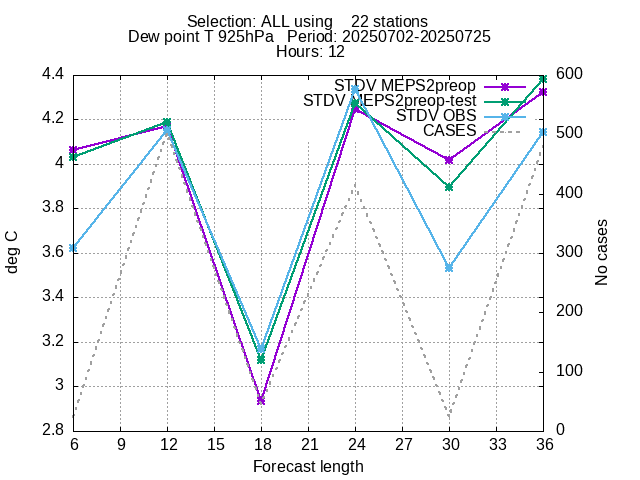 Selection: ALL using    22 stations
Dew point T 925hPa   Period: 20250702-20250725
Hours: 12
STDV MEPS2preop
STDV MEPS2preop-test
STDV OBS
CASES
4.4
4.2
4
3.8
3.6
3.4
3.2
3
2.8
600
500
400
300
200
100
0
deg C
No cases
6 9 12 15 18 21 24 27 30 33 36
Forecast length